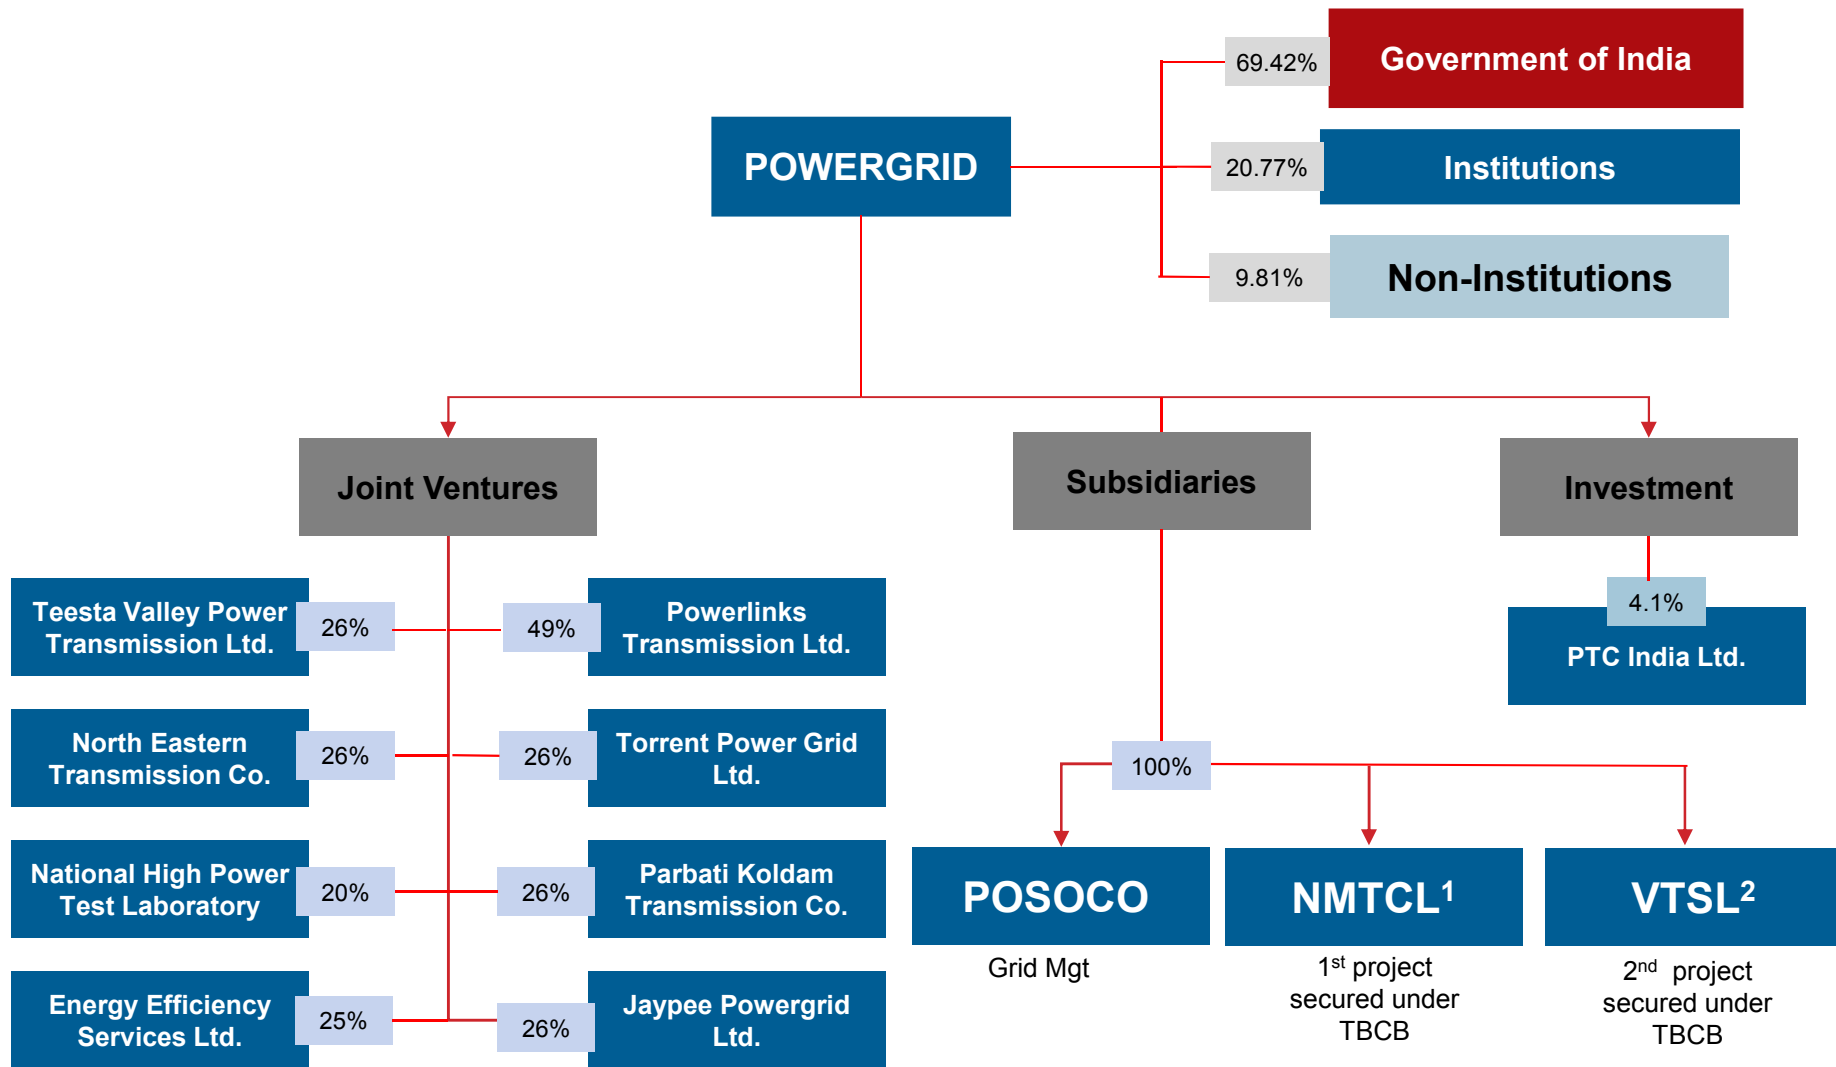 69.42%
Government of India
POWERGRID
20.77%
Institutions
9.81%
Non-Institutions
Joint Ventures
Subsidiaries
Investment
Teesta Valley Power
Transmission Ltd.
26%
49%
Powerlinks
Transmission Ltd.
4.1%
PTC India Ltd.
North Eastern
Transmission Co.
26%
26%
Torrent Power Grid
Ltd.
100%
National High Power
Test Laboratory
20%
26%
Parbati Koldam
Transmission Co.
POSOCO
Grid Mgt
NMTCL¹
1st project
secured under
TBCB
VTSL²
2nd project
secured under
TBCB
Energy Efficiency
Services Ltd.
25%
26%
Jaypee Powergrid
Ltd.